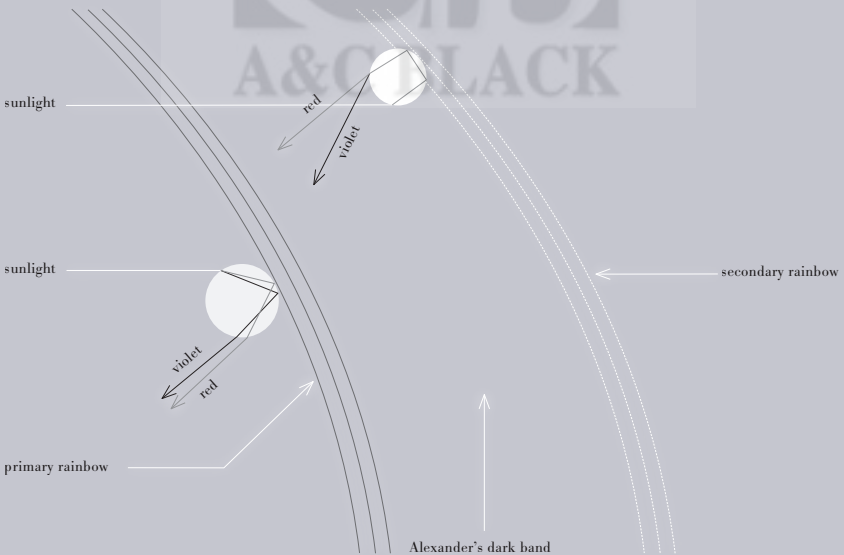 A&C BLACK
sunlight
red
violet
sunlight
secondary rainbow
violet
red
primary rainbow
Alexander's dark band